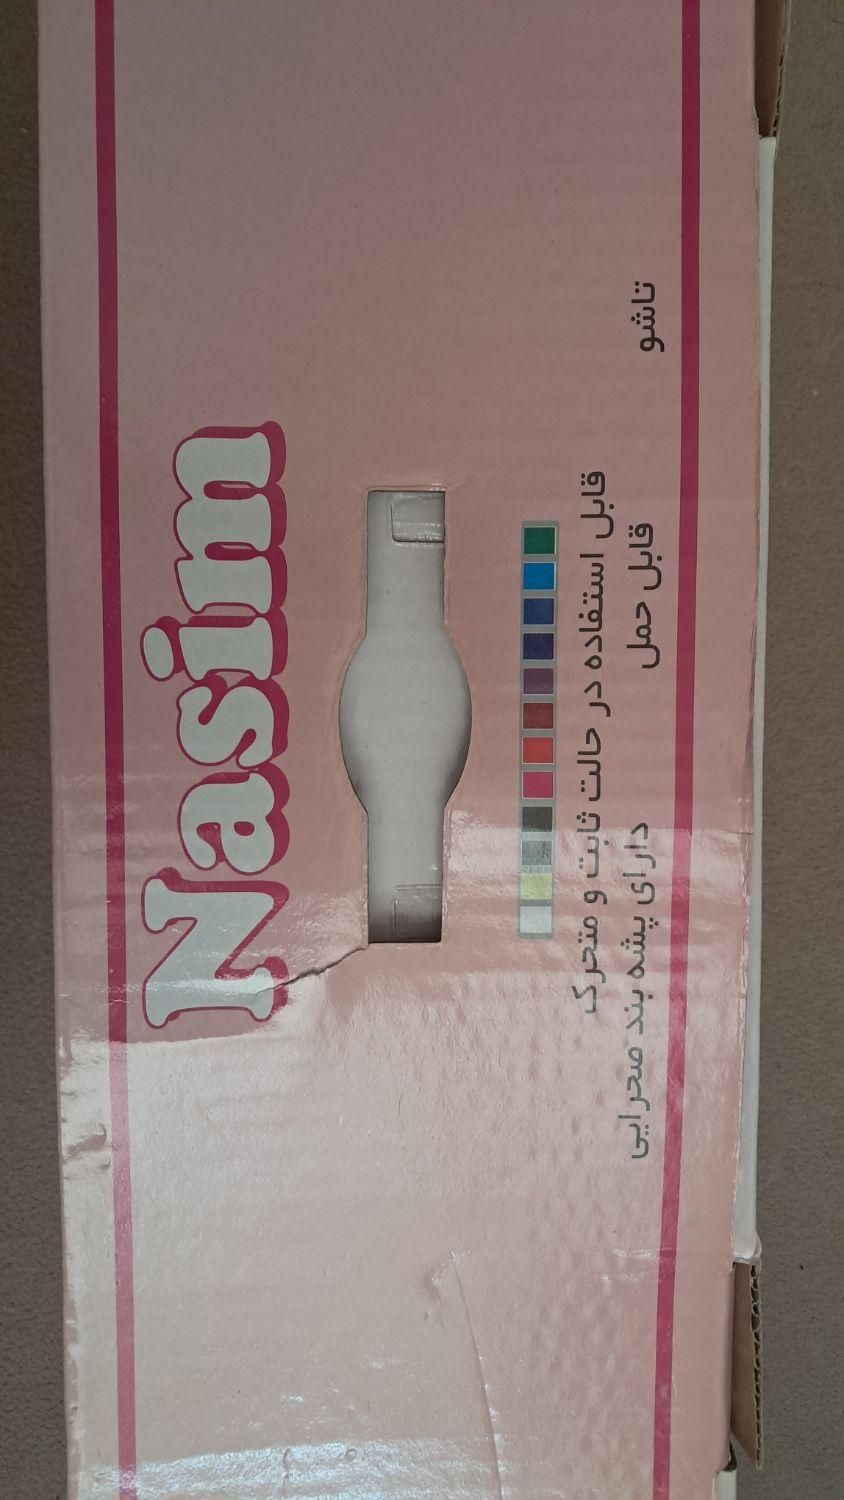 Nasim
قابل استفاده در حالت ثابت و متحرک
تاشو قابل حمل دارای پشه بند صحرایی